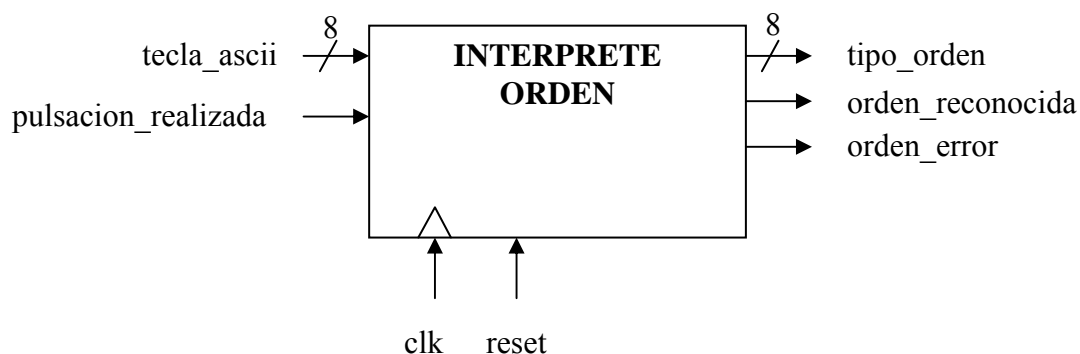 8
tecla_ascii
pulsacion_realizada
INTERPRETE
ORDEN
8
tipo_orden
orden_reconocida
orden_error
clk
reset